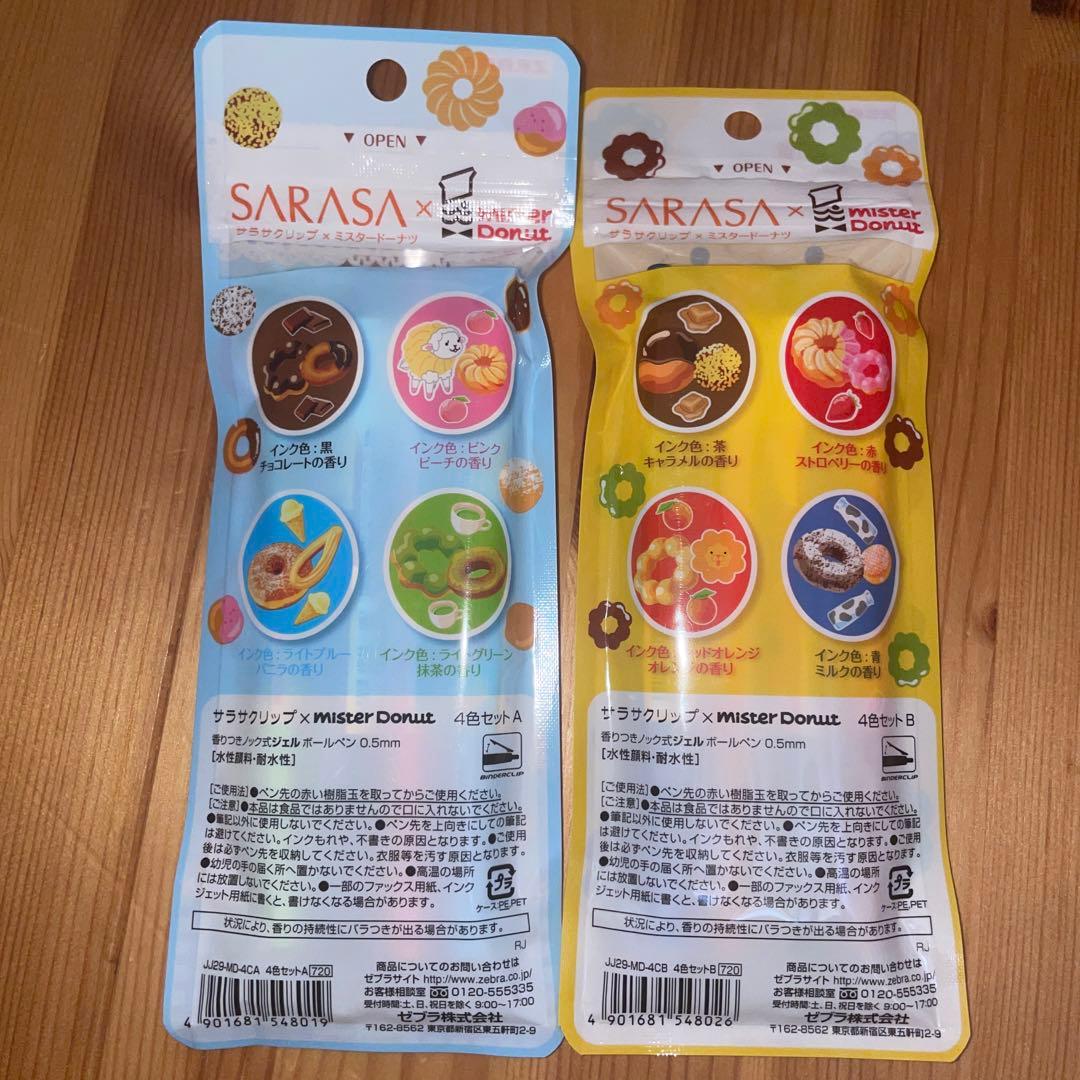 ▼ OPEN ▼
SARASA × mister Donut
サラサクリップ×ミスタードーナツ
インク色:黒
チョコレートの香り
インク色:ピンク
ピーチの香り
インク色:ライトブルー
バニラの香り
インク色:ライトグリーン
抹茶の香り
サラサクリップ×mister Donut 4色セットA
香りつきノック式ジェルボールペン 0.5mm
[水性顔料・耐水性]
BINDERCLIP
[ご使用法]●ペン先の赤い樹脂玉を取ってからご使用ください。
[ご注意]●本品は食品ではありませんので口に入れないでください。
●筆記以外に使用しないでください。●ペン先を上向きにしての筆記
は避けてください。インクもれや、不書きの原因となります。●ご使用
後は必ずペン先を収納してください。衣服等を汚す原因となります。
●幼児の手の届く所へ置かないでください。●高温の場所
には放置しないでください。●一部のファックス用紙、インク
ジェット用紙に書くと、書けなくなる場合があります。
プラ
ケース:PE,PET
状況により、香りの持続性にバラつきが出る場合があります。
RJ
JJ29-MD-4CA 4色セットA 720
4 901681 548019
商品についてのお問い合わせは
ゼブラサイト http://www.zebra.co.jp/
お客様相談室 0120-555335
受付時間:土、日、祝日を除く 9:00~17:00
ゼブラ株式会社
〒162-8562 東京都新宿区東五軒町2-9
▼ OPEN ▼
SARASA × mister Donut
サラサクリップ×ミスタードーナツ
インク色:茶
キャラメルの香り
インク色:赤
ストロベリーの香り
インク色:レッドオレンジ
オレンジの香り
インク色:青
ミルクの香り
サラサクリップ×mister Donut 4色セットB
香りつきノック式ジェルボールペン 0.5mm
[水性顔料・耐水性]
BINDERCLIP
[ご使用法]●ペン先の赤い樹脂玉を取ってからご使用ください。
[ご注意]●本品は食品ではありませんので口に入れないでください。
●筆記以外に使用しないでください。●ペン先を上向きにしての筆記
は避けてください。インクもれや、不書きの原因となります。●ご使用
後は必ずペン先を収納してください。衣服等を汚す原因となります。
●幼児の手の届く所へ置かないでください。●高温の場所
には放置しないでください。●一部のファックス用紙、インク
ジェット用紙に書くと、書けなくなる場合があります。
プラ
ケース:PE,PET
状況により、香りの持続性にバラつきが出る場合があります。
RJ
JJ29-MD-4CB 4色セットB 720
4 901681 548026
商品についてのお問い合わせは
ゼブラサイト http://www.zebra.co.jp/
お客様相談室 0120-555335
受付時間:土、日、祝日を除く 9:00~17:00
ゼブラ株式会社
〒162-8562 東京都新宿区東五軒町2-9